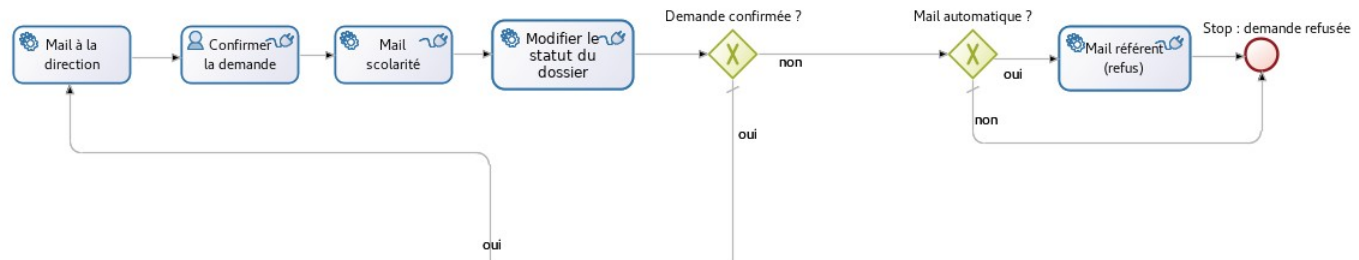 Mail à la
direction
Confirmer
la demande
Mail
scolarité
Modifier le
statut du
dossier
Demande confirmée ?
non
oui
Mail automatique ?
oui
non
Mail référent
(refus)
Stop : demande refusée
oui